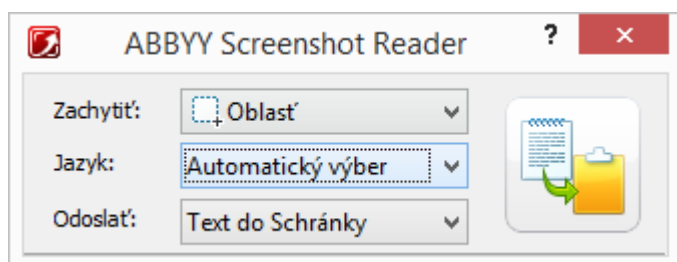 ABBYY Screenshot Reader ? ×
Zachytiť: Oblasť
Jazyk: Automatický výber
Odoslať: Text do Schránky